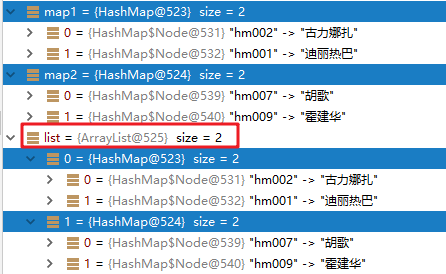 map1 = {HashMap@523} size = 2
0 = {HashMap$Node@531} "hm002" -> "古力娜扎"
1 = {HashMap$Node@532} "hm001" -> "迪丽热巴"
map2 = {HashMap@524} size = 2
0 = {HashMap$Node@539} "hm007" -> "胡歌"
1 = {HashMap$Node@540} "hm009" -> "霍建华"
list = {ArrayList@525} size = 2
0 = {HashMap@523} size = 2
0 = {HashMap$Node@531} "hm002" -> "古力娜扎"
1 = {HashMap$Node@532} "hm001" -> "迪丽热巴"
1 = {HashMap@524} size = 2
0 = {HashMap$Node@539} "hm007" -> "胡歌"
1 = {HashMap$Node@540} "hm009" -> "霍建华"